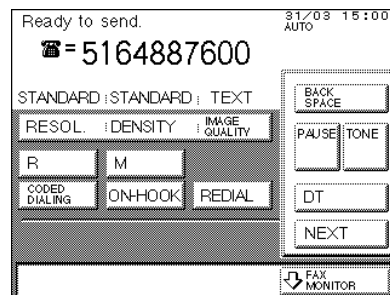 Ready to send.
31/03 15:00
AUTO
☎=5164887600
STANDARD STANDARD TEXT
RESOL. DENSITY IMAGE QUALITY
BACK SPACE
PAUSE TONE
R M
CODED DIALING ON-HOOK REDIAL
DT
NEXT
FAX MONITOR